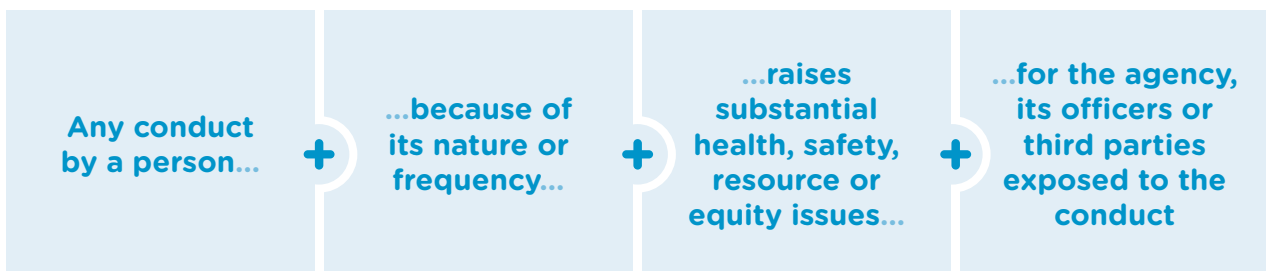 Any conduct
by a person...
+
...because of
its nature or
frequency...
+
...raises
substantial
health, safety,
resource or
equity issues...
+
...for the agency,
its officers or
third parties
exposed to the
conduct